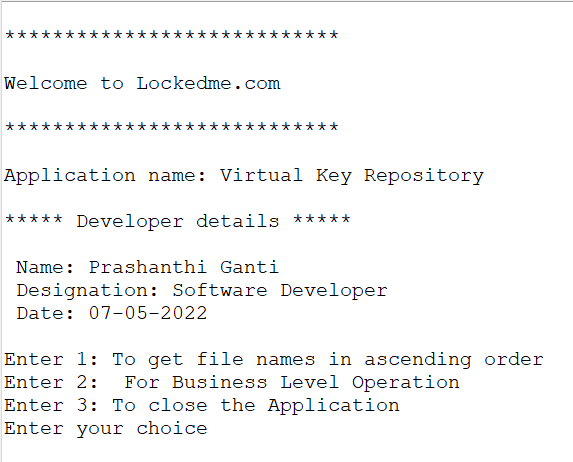 ****************************
Welcome to Lockedme.com
****************************
Application name: Virtual Key Repository
***** Developer details *****
Name: Prashanthi Ganti
Designation: Software Developer
Date: 07-05-2022
Enter 1: To get file names in ascending order
Enter 2:  For Business Level Operation
Enter 3: To close the Application
Enter your choice